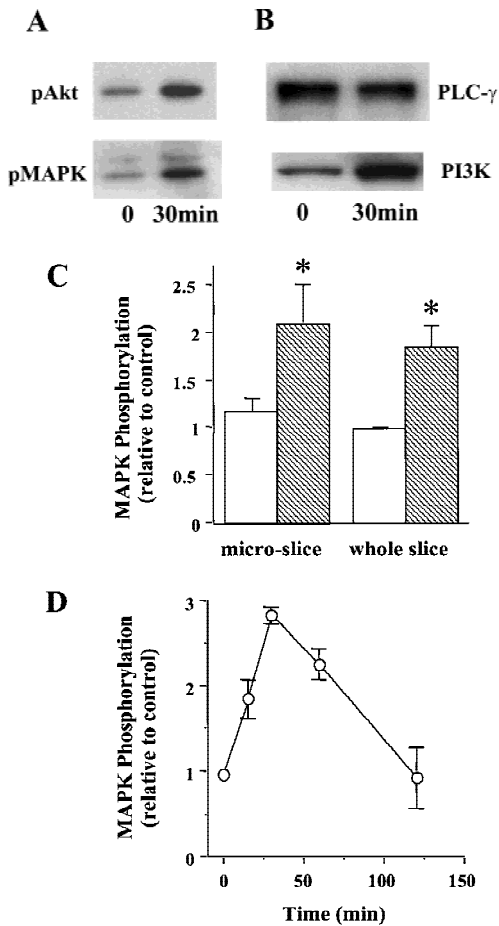 A
B
pAkt
PLC-γ
pMAPK
PI3K
0 30min
0 30min
C
MAPK Phosphorylation
(relative to control)
2.5
2
1.5
1
0.5
0
*
*
micro-slice
whole slice
D
MAPK Phosphorylation
(relative to control)
3
2
1
0
0 50 100 150
Time (min)